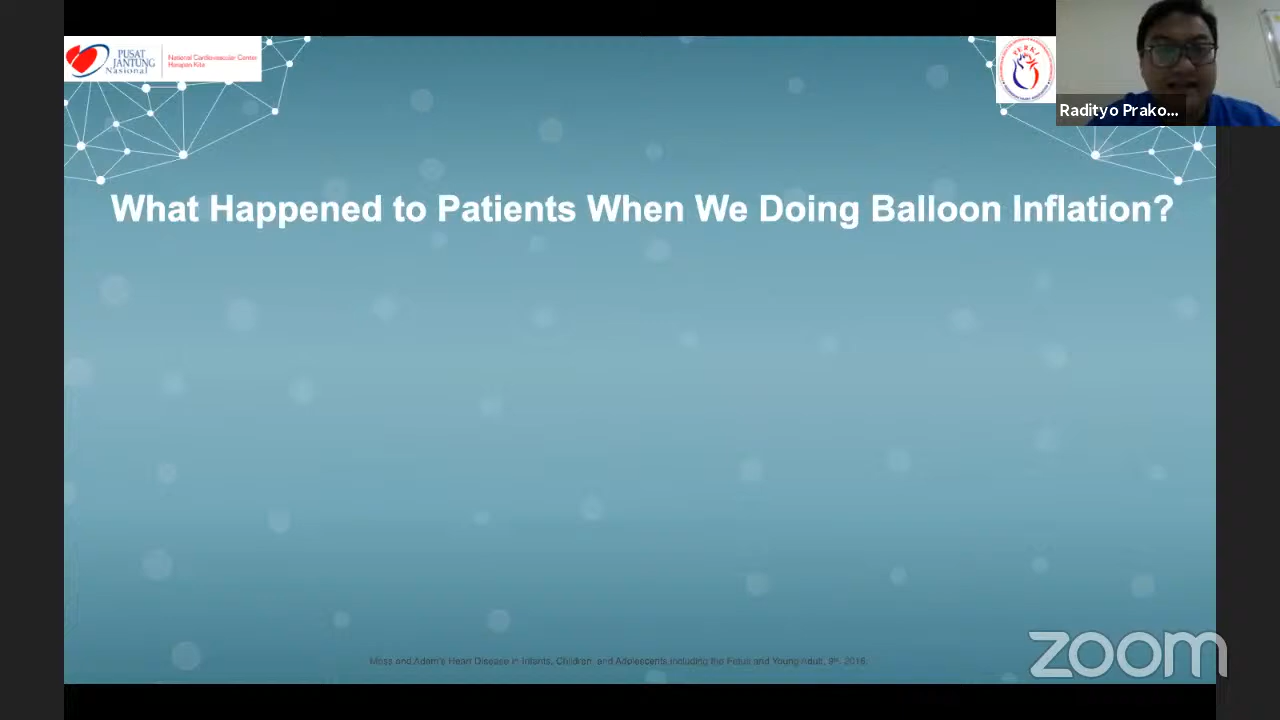 PUSAT
JANTUNG
Nasional
National Cardiovascular Center
Harapan Kita
PERKI
Radityo Prako...
What Happened to Patients When We Doing Balloon Inflation?
Moss and Adam's Heart Disease in Infants, Children, and Adolescents including the Fetus and Young Adult. 9th. 2016.
zoom